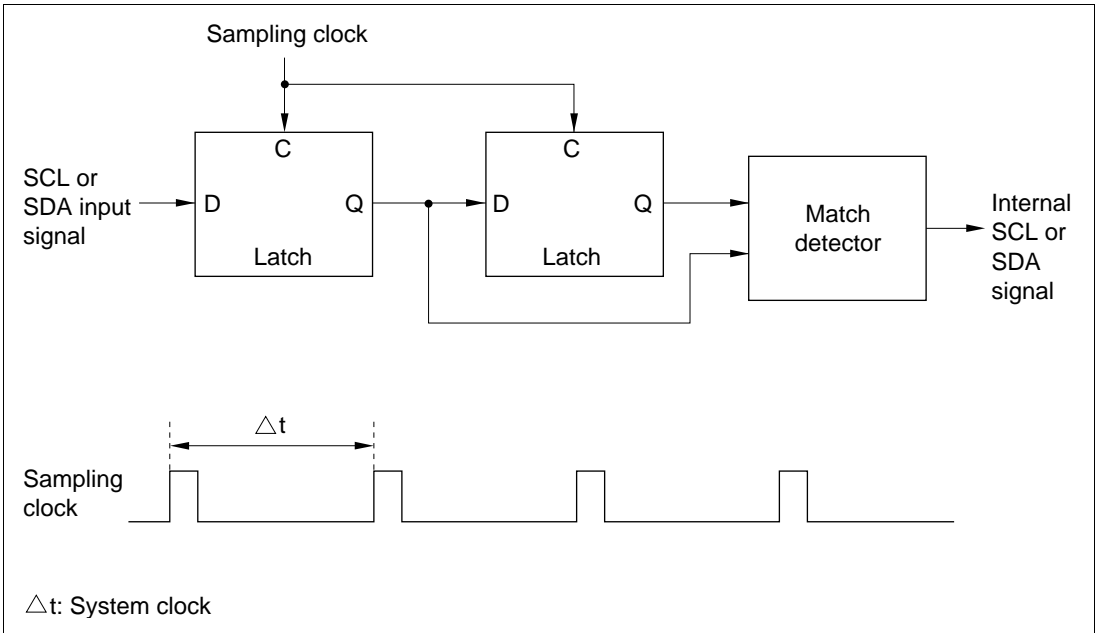 Sampling clock
C
C
SCL or
SDA input
signal
D
Q
Latch
D
Q
Latch
Match
detector
Internal
SCL or
SDA
signal
△t
Sampling
clock
△t: System clock